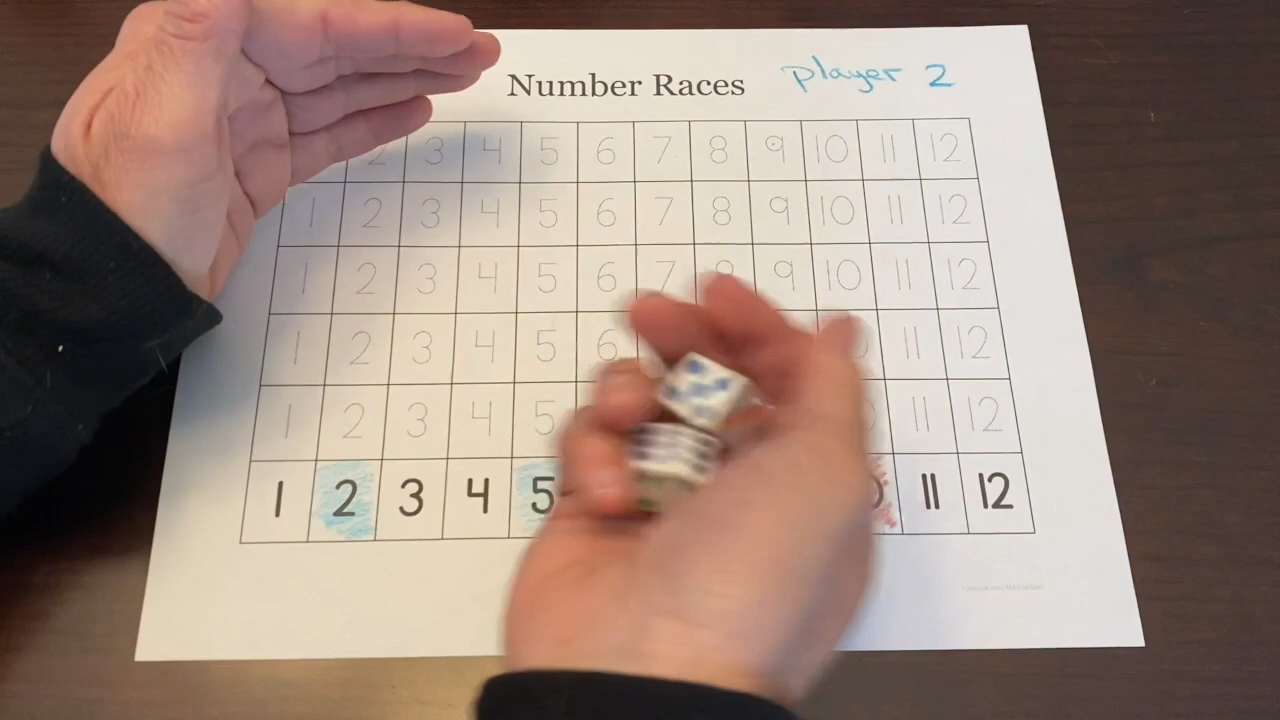 Number Races player 2
2 3 4 5 6 7 8 9 10 11 12
1 2 3 4 5 6 7 8 9 10 11 12
1 2 3 4 5 6 7 8 9 10 11 12
1 2 3 4 5 6 11 12
1 2 3 4 5 11 12
1 2 3 4 5 11 12